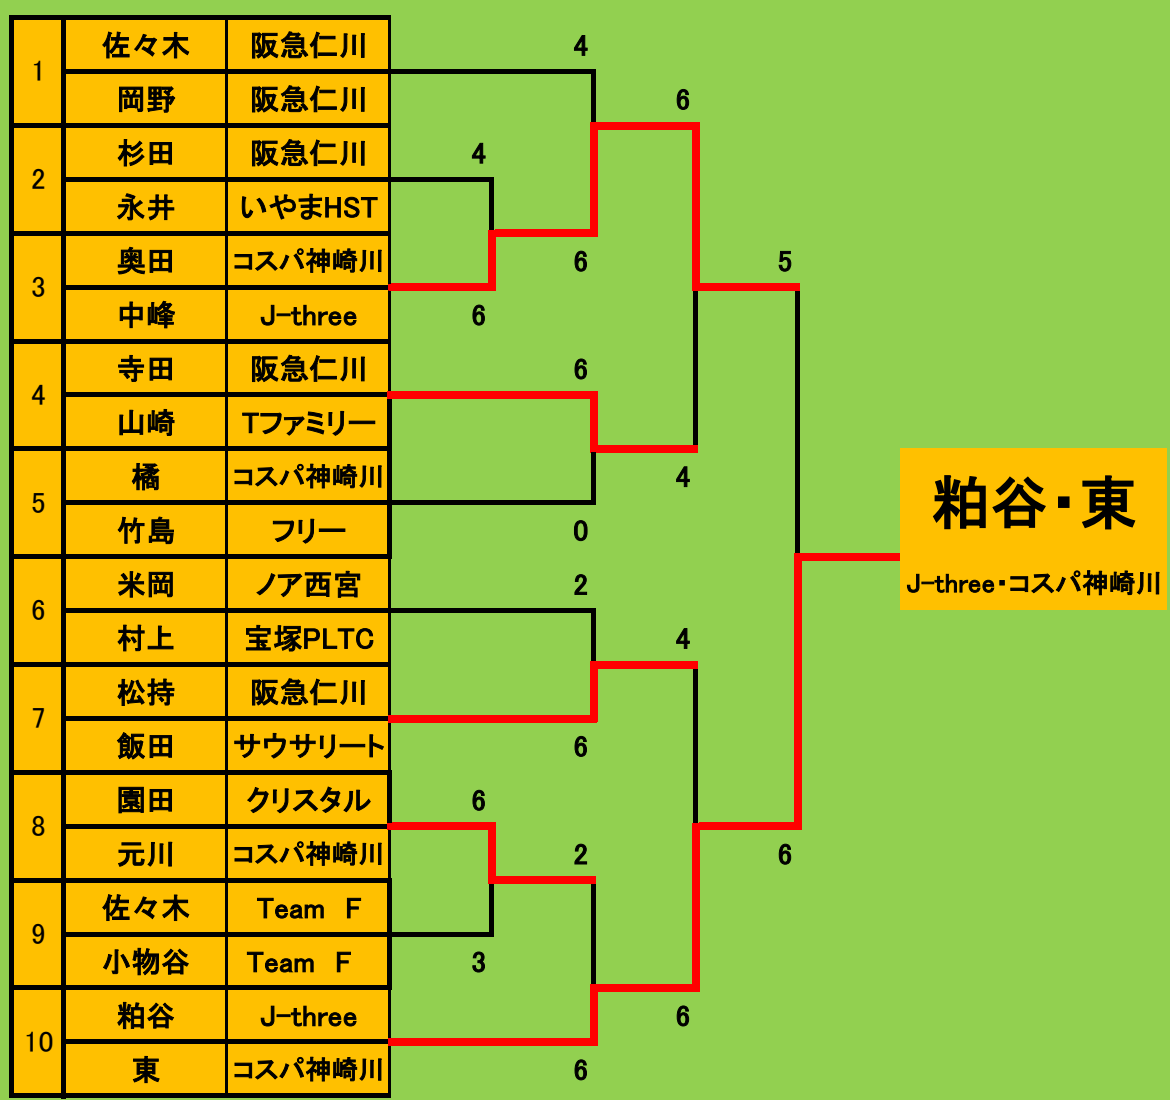 1 佐々木 阪急仁川
岡野 阪急仁川
2 杉田 阪急仁川
永井 いやまHST
3 奥田 コスパ神崎川
中峰 J-three
4 寺田 阪急仁川
山崎 Tファミリー
5 橘 コスパ神崎川
竹島 フリー
6 米岡 ノア西宮
村上 宝塚PLTC
7 松持 阪急仁川
飯田 サウサリート
8 園田 クリスタル
元川 コスパ神崎川
9 佐々木 Team F
小物谷 Team F
10 粕谷 J-three
東 コスパ神崎川
4
6
6
3
4
6
6
0
2
6
2
6
6
4
4
6
5
6
粕谷・東
J-three・コスパ神崎川